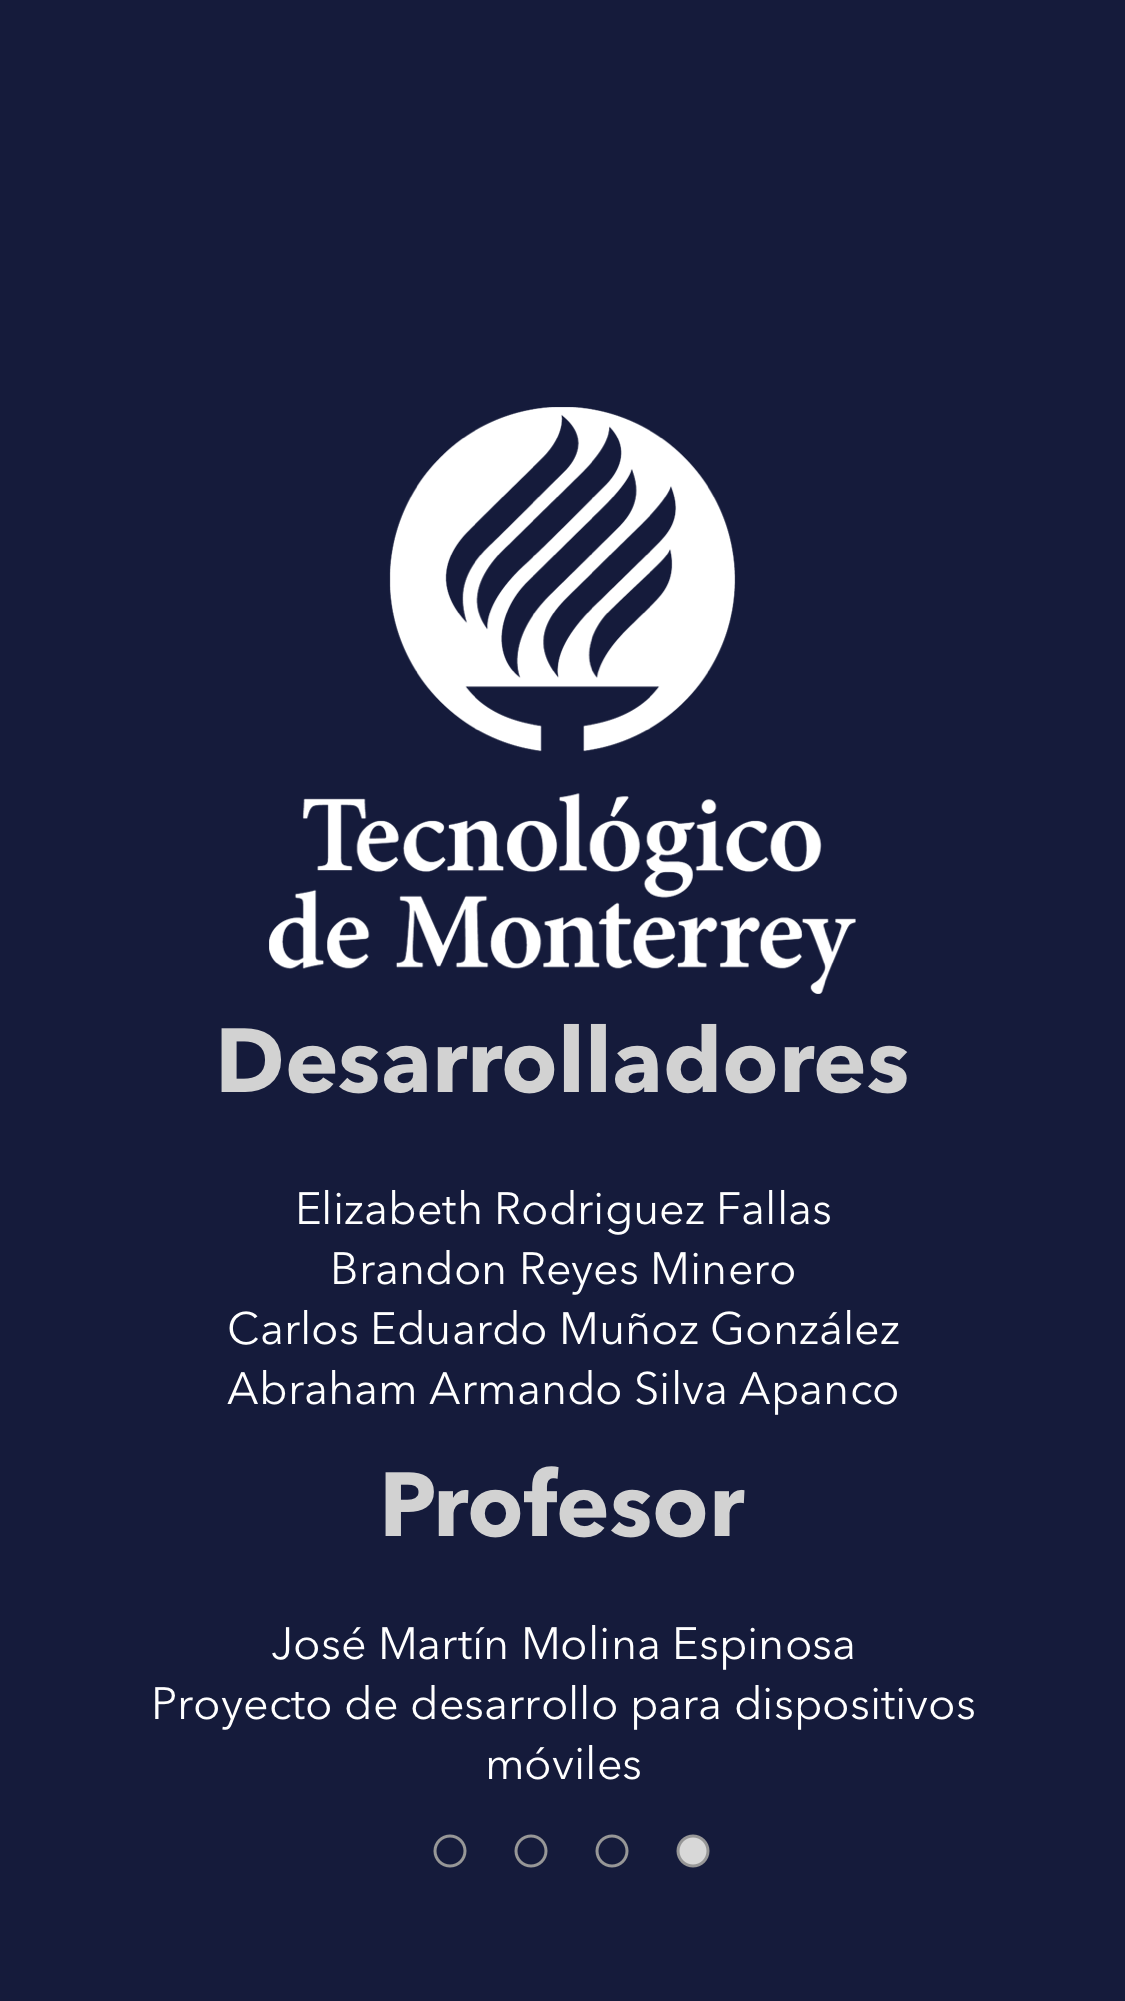 Tecnológico
de Monterrey
Desarrolladores
Elizabeth Rodriguez Fallas
Brandon Reyes Minero
Carlos Eduardo Muñoz González
Abraham Armando Silva Apanco
Profesor
José Martín Molina Espinosa
Proyecto de desarrollo para dispositivos
móviles